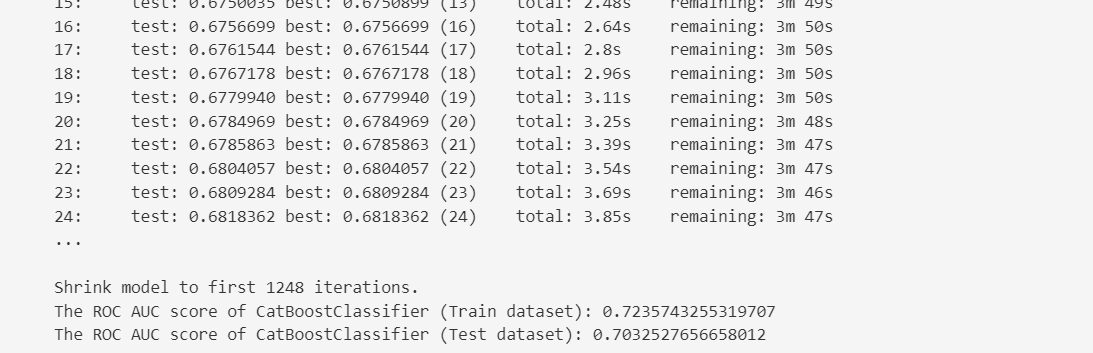 15: test: 0.6750035 best: 0.6750899 (13) total: 2.48s remaining: 3m 49s
16: test: 0.6756699 best: 0.6756699 (16) total: 2.64s remaining: 3m 50s
17: test: 0.6761544 best: 0.6761544 (17) total: 2.8s remaining: 3m 50s
18: test: 0.6767178 best: 0.6767178 (18) total: 2.96s remaining: 3m 50s
19: test: 0.6779940 best: 0.6779940 (19) total: 3.11s remaining: 3m 50s
20: test: 0.6784969 best: 0.6784969 (20) total: 3.25s remaining: 3m 48s
21: test: 0.6785863 best: 0.6785863 (21) total: 3.39s remaining: 3m 47s
22: test: 0.6804057 best: 0.6804057 (22) total: 3.54s remaining: 3m 47s
23: test: 0.6809284 best: 0.6809284 (23) total: 3.69s remaining: 3m 46s
24: test: 0.6818362 best: 0.6818362 (24) total: 3.85s remaining: 3m 47s
...
Shrink model to first 1248 iterations.
The ROC AUC score of CatBoostClassifier (Train dataset): 0.7235743255319707
The ROC AUC score of CatBoostClassifier (Test dataset): 0.7032527656658012